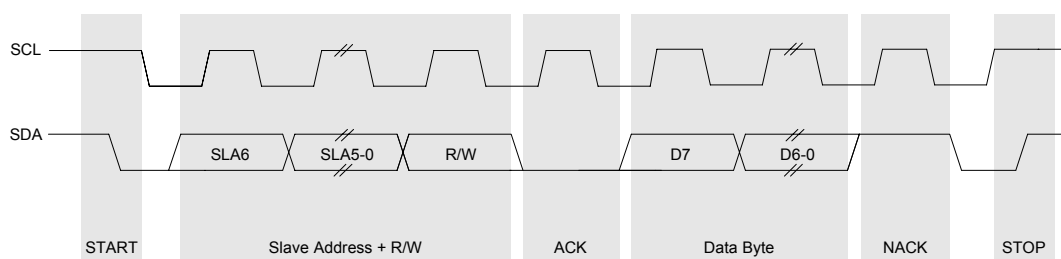 SCL
SDA
SLA6 SLA5-0 R/W D7 D6-0
START Slave Address + R/W ACK Data Byte NACK STOP